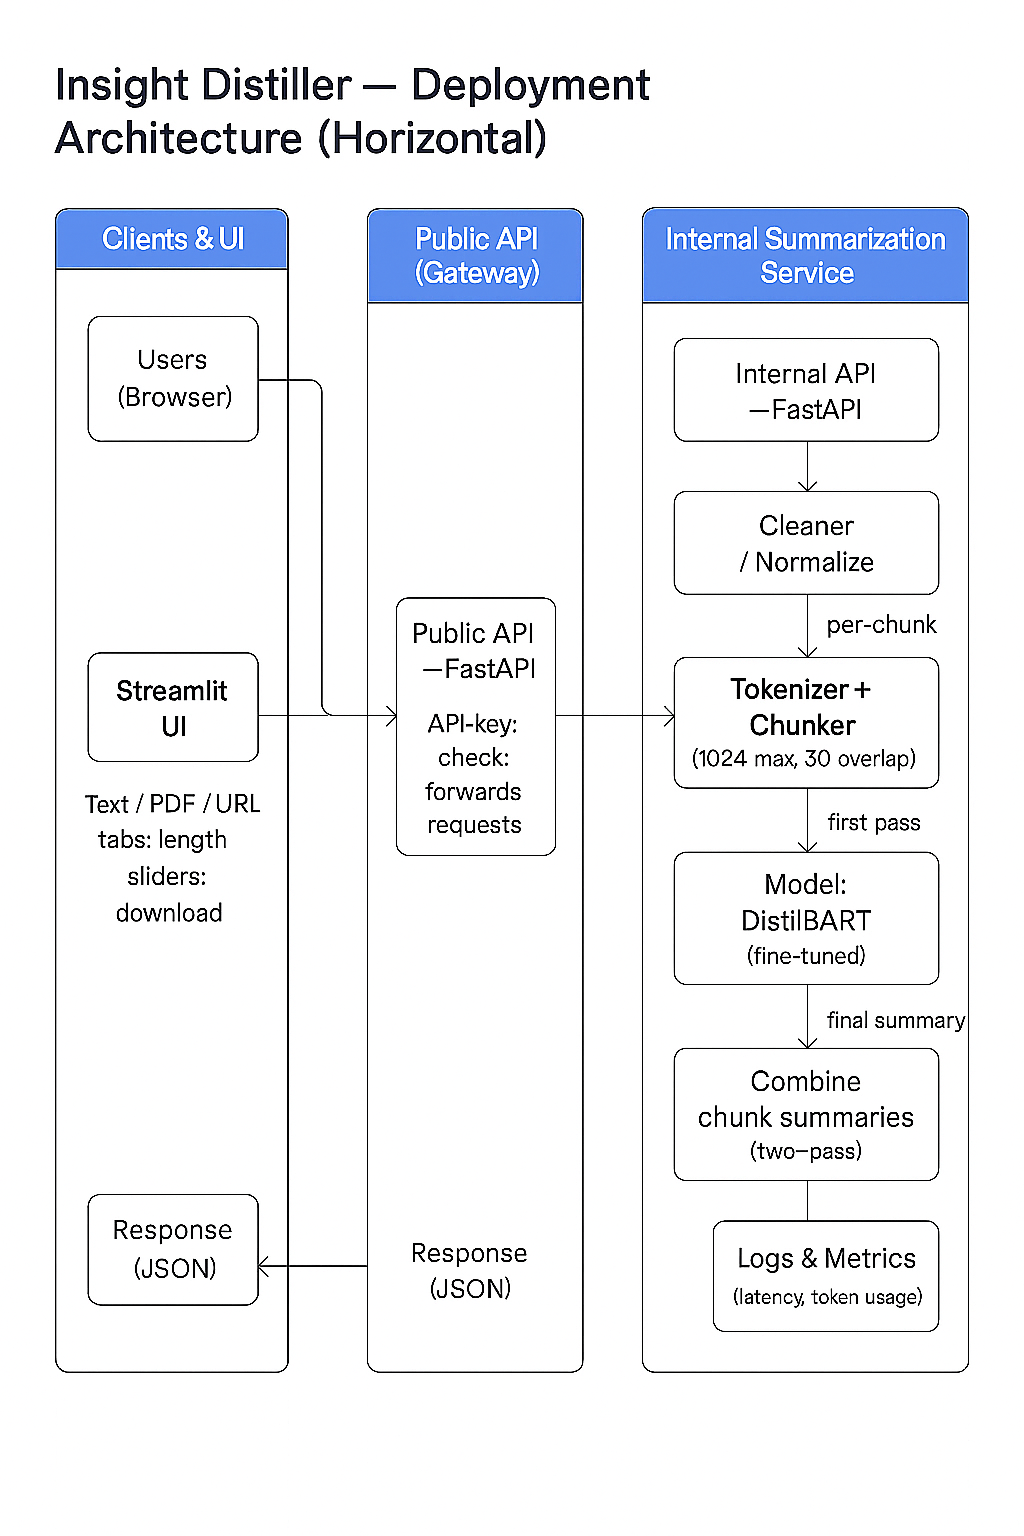 Insight Distiller — Deployment
Architecture (Horizontal)
Clients & UI
Users
(Browser)
Streamlit
UI
Text / PDF / URL
tabs: length
sliders:
download
Response
(JSON)
Public API
(Gateway)
Public API
—FastAPI
API-key:
check:
forwards
requests
Response
(JSON)
Internal Summarization
Service
Internal API
—FastAPI
Cleaner
/ Normalize
per-chunk
Tokenizer +
Chunker
(1024 max, 30 overlap)
first pass
Model:
DistilBART
(fine-tuned)
final summary
Combine
chunk summaries
(two-pass)
Logs & Metrics
(latency, token usage)